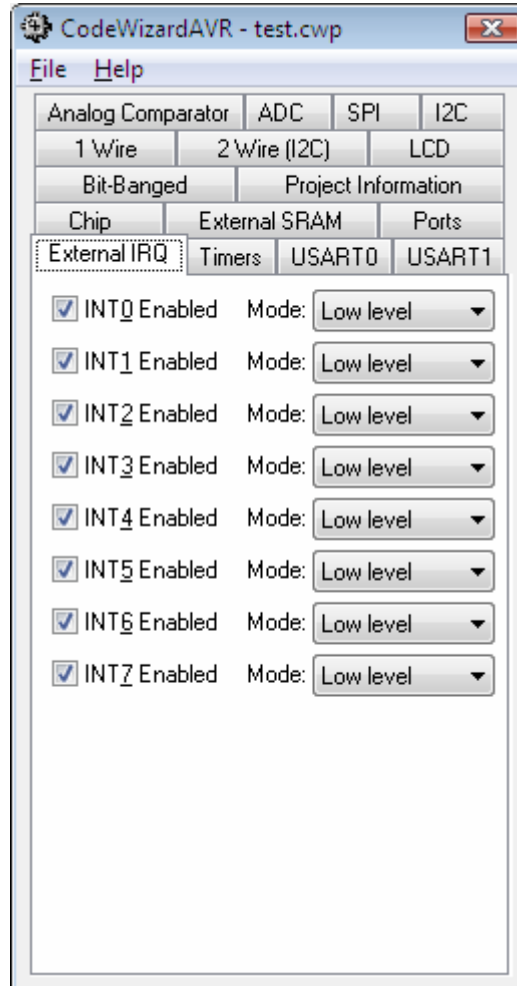 CodeWizardAVR - test.cwp
File Help
Analog Comparator ADC SPI I2C
1 Wire 2 Wire (I2C) LCD
Bit-Banged Project Information
Chip External SRAM Ports
External IRQ Timers USART0 USART1
INT0 Enabled Mode: Low level
INT1 Enabled Mode: Low level
INT2 Enabled Mode: Low level
INT3 Enabled Mode: Low level
INT4 Enabled Mode: Low level
INT5 Enabled Mode: Low level
INT6 Enabled Mode: Low level
INT7 Enabled Mode: Low level